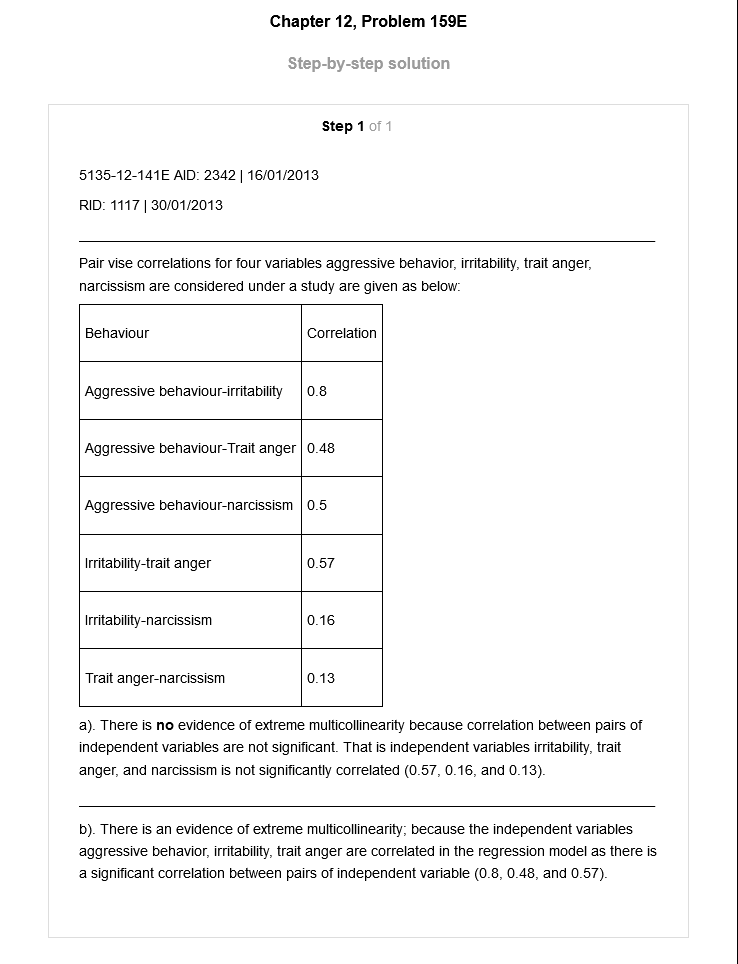 Chapter 12, Problem 159E
Step-by-step solution
Step 1 of 1
5135-12-141E AID: 2342 | 16/01/2013
RID: 1117 | 30/01/2013
Pair vise correlations for four variables aggressive behavior, irritability, trait anger,
narcissism are considered under a study are given as below:
Behaviour Correlation
Aggressive behaviour-irritability 0.8
Aggressive behaviour-Trait anger 0.48
Aggressive behaviour-narcissism 0.5
Irritability-trait anger 0.57
Irritability-narcissism 0.16
Trait anger-narcissism 0.13
a). There is no evidence of extreme multicollinearity because correlation between pairs of
independent variables are not significant. That is independent variables irritability, trait
anger, and narcissism is not significantly correlated (0.57, 0.16, and 0.13).
b). There is an evidence of extreme multicollinearity; because the independent variables
aggressive behavior, irritability, trait anger are correlated in the regression model as there is
a significant correlation between pairs of independent variable (0.8, 0.48, and 0.57).